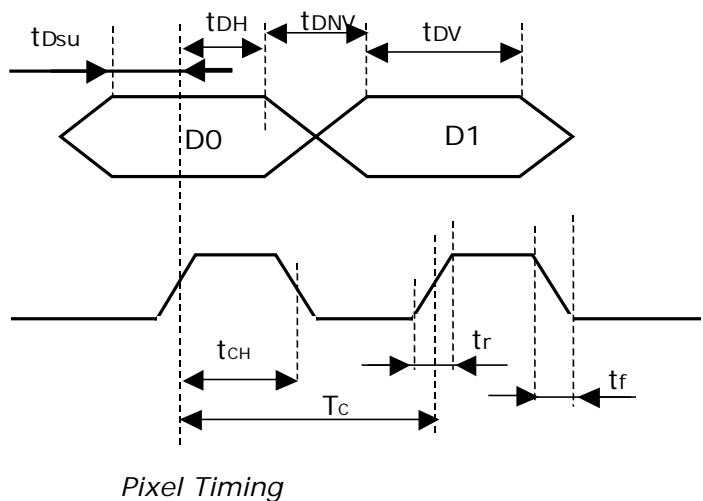 tDsu
tDH
tDNV
tDV
D0
D1
tCH
tr
TC
tf
Pixel Timing